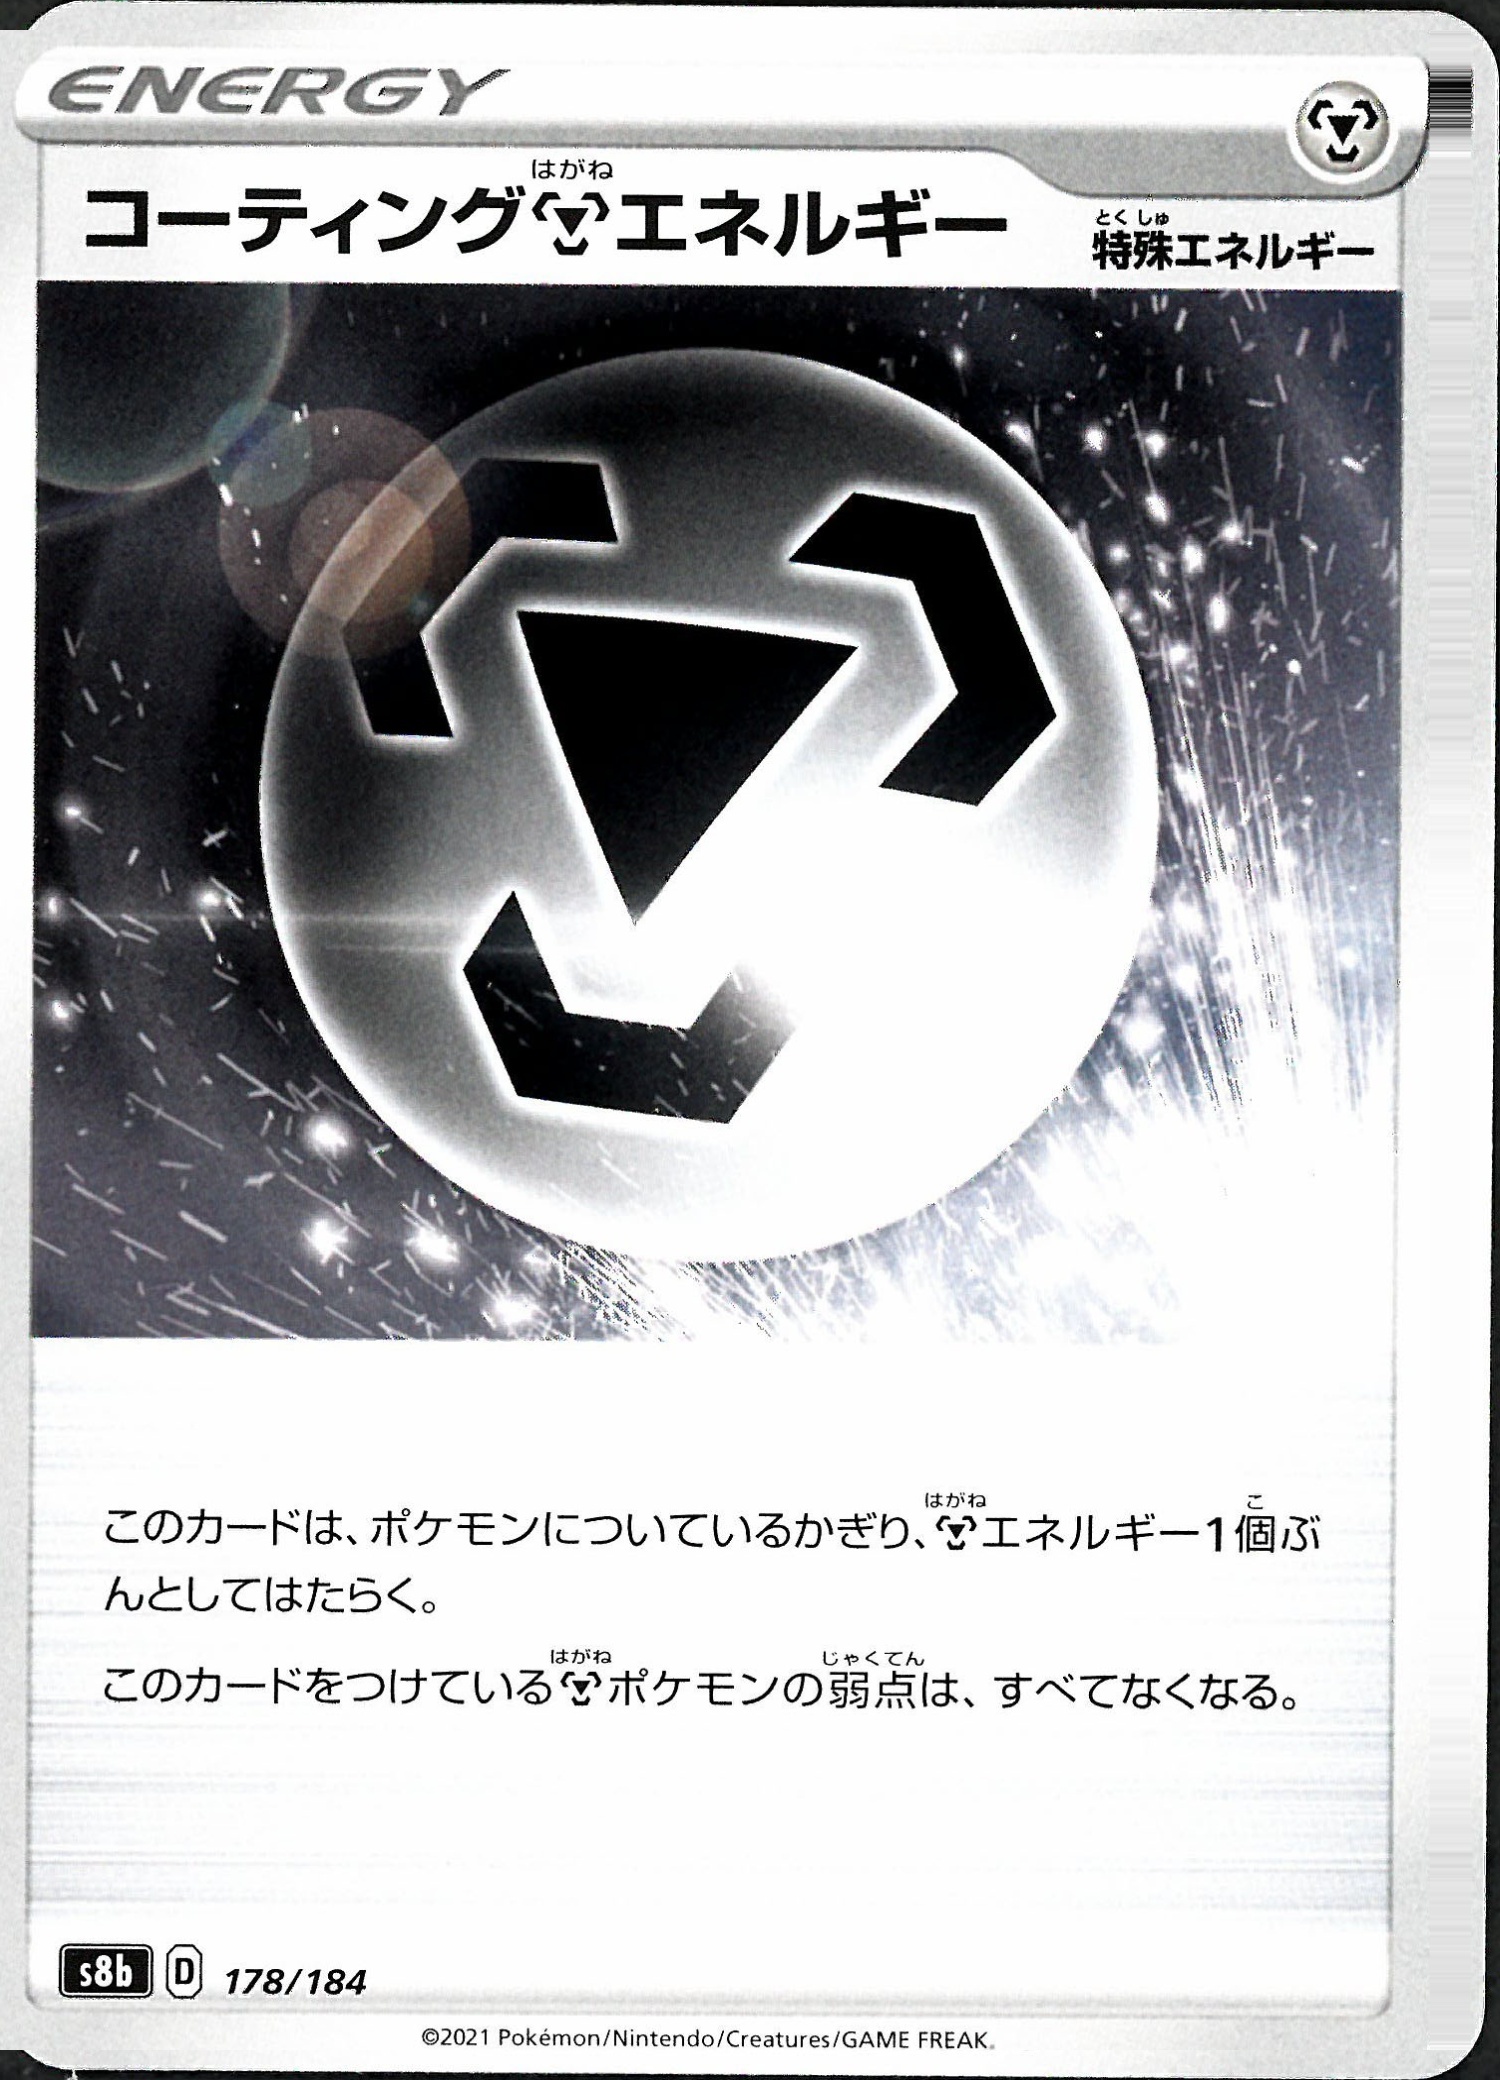 ENERGY
はがね
コーティングエネルギー
とくしゅ
特殊エネルギー
はがね こ
このカードは、ポケモンについているかぎり、エネルギー1個ぶ
んとしてはたらく。
はがね じゃくてん
このカードをつけているポケモンの弱点は、すべてなくなる。
s8b D 178/184
©2021 Pokémon/Nintendo/Creatures/GAME FREAK.